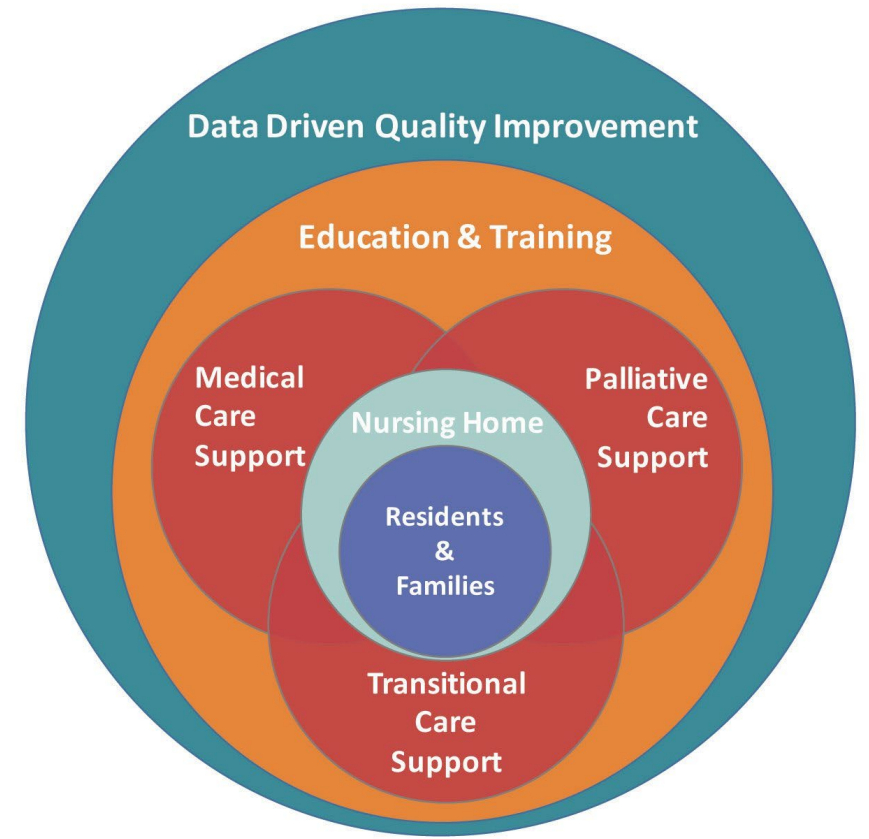 Data Driven Quality Improvement
Education & Training
Medical
Care
Support
Palliative
Care
Support
Nursing Home
Residents
&
Families
Transitional
Care
Support